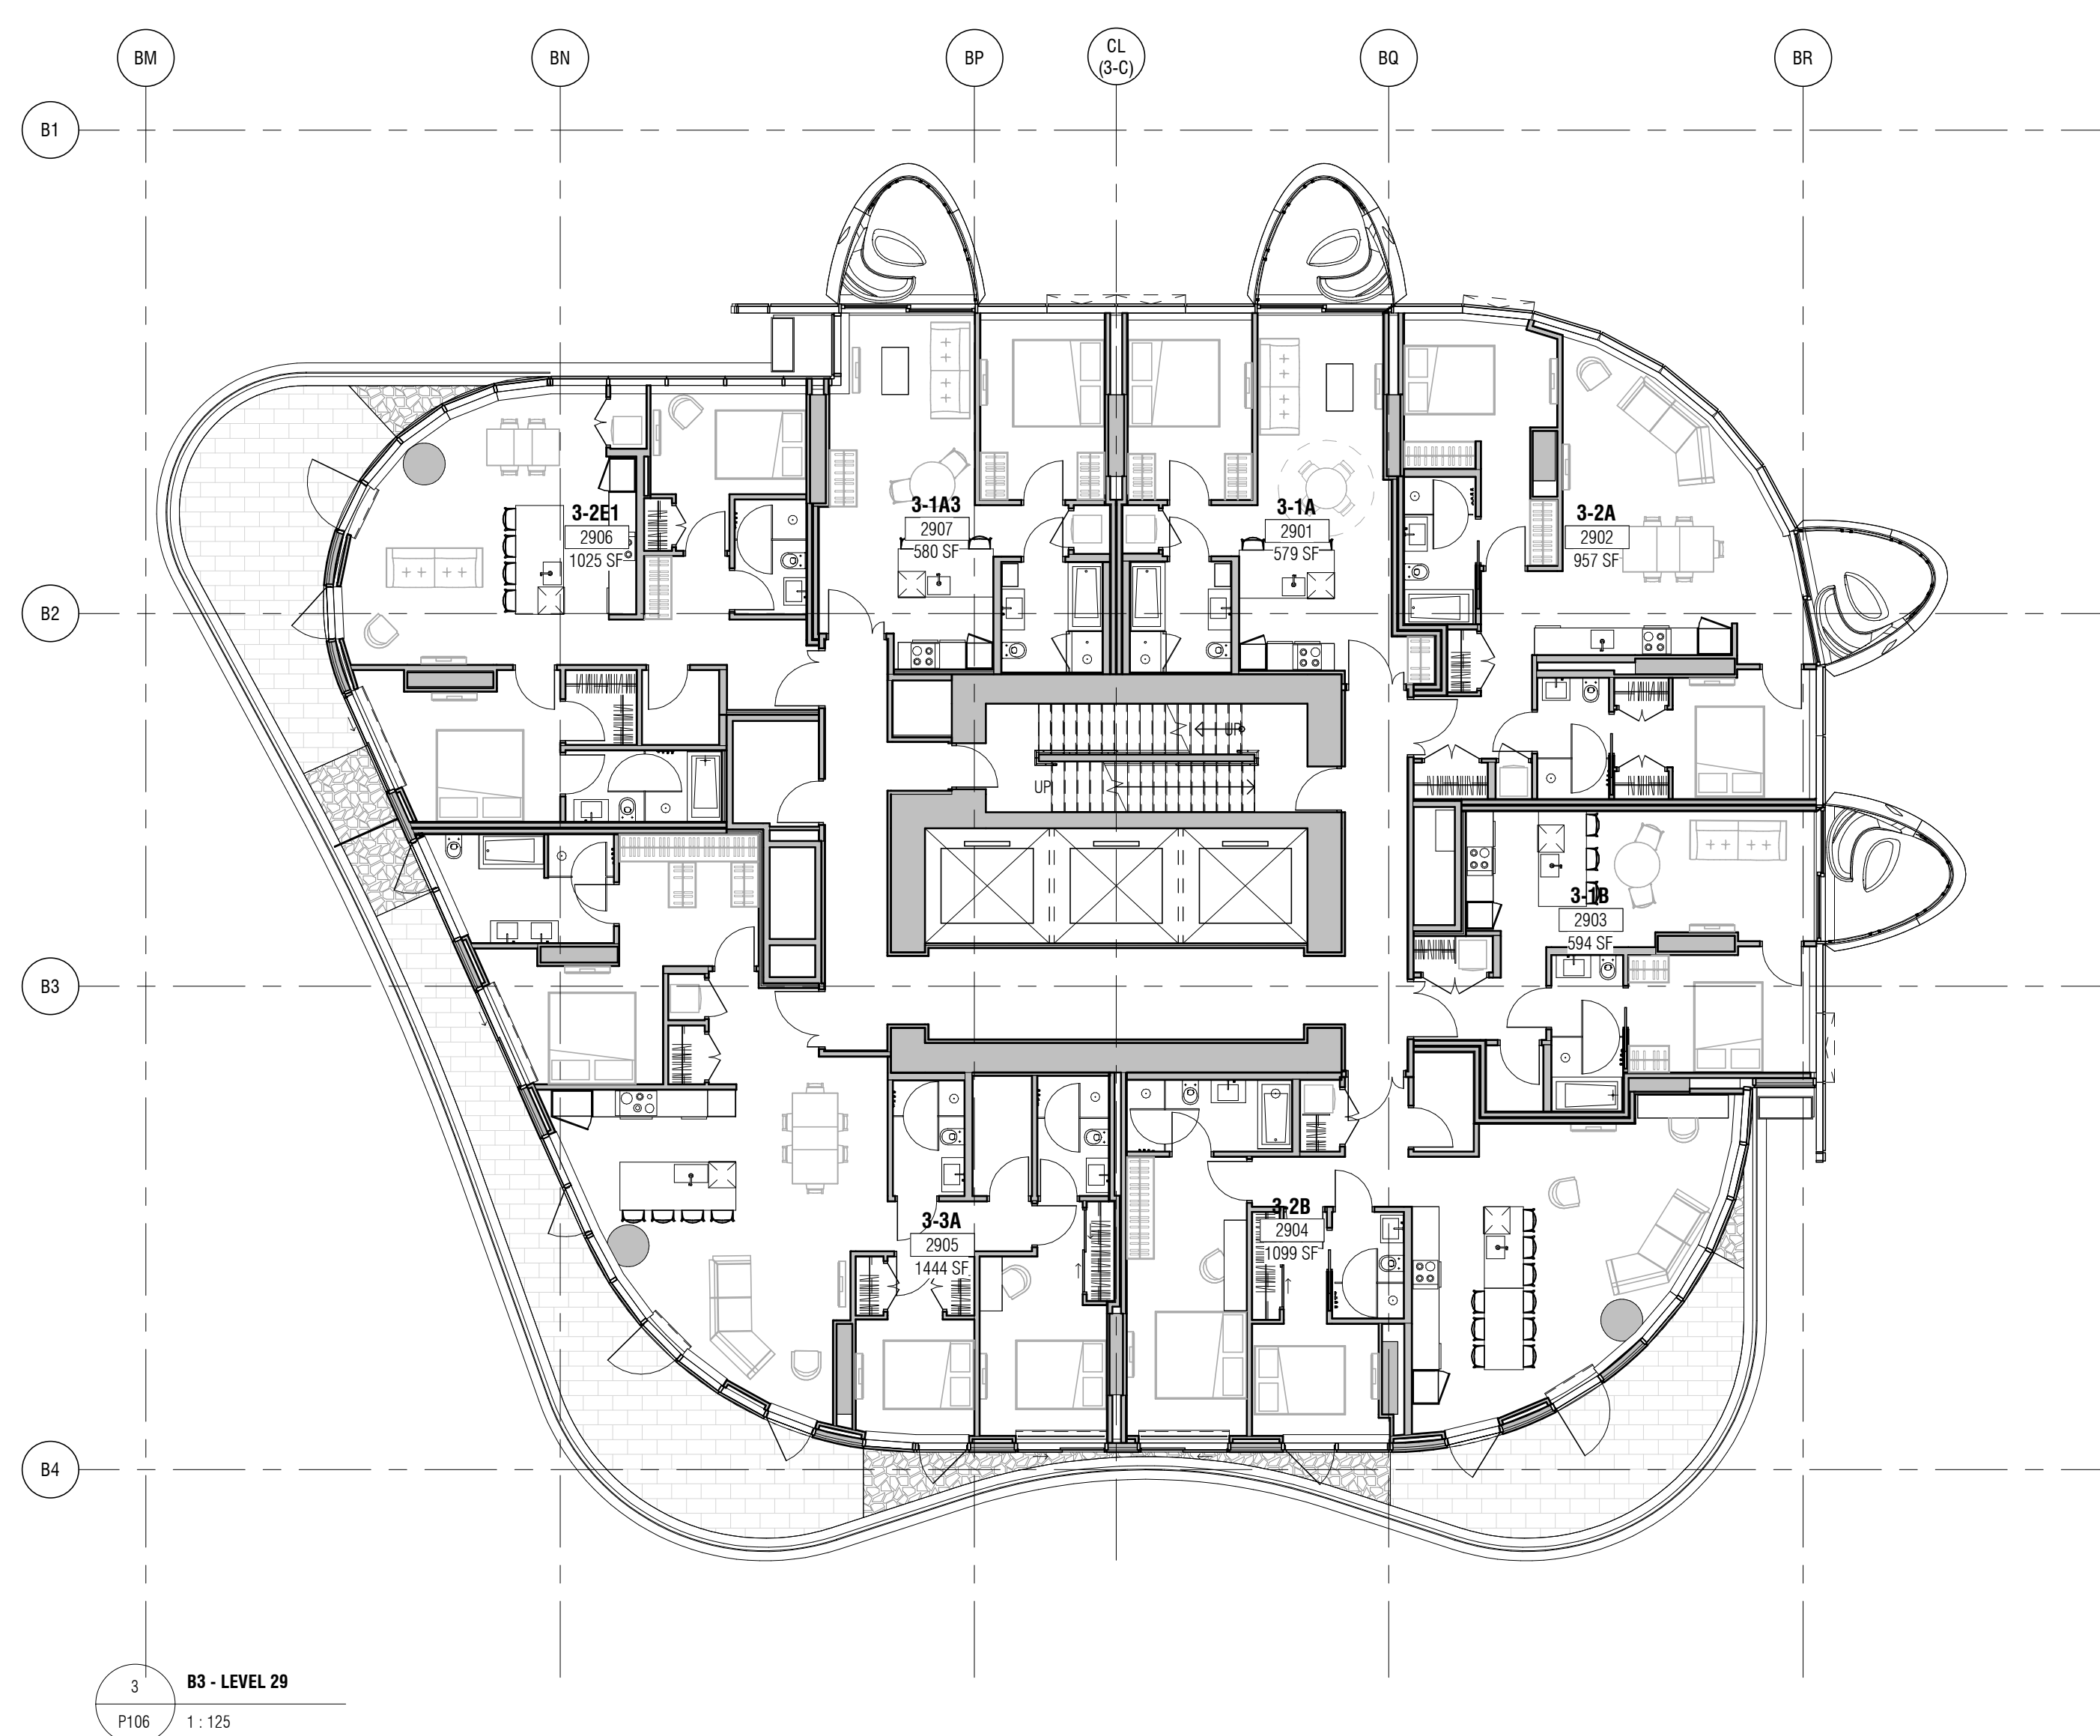 BM
BN
BP
CL
(3-C)
BQ
BR
B1
B2
B3
B4
3-2E1
2906
1025 SF
3-1A3
2907
580 SF
3-1A
2901
579 SF
3-2A
2902
957 SF
UP
UP
3-1B
2903
594 SF
3-3A
2905
1444 SF
3-2B
2904
1099 SF
3
B3 - LEVEL 29
P106
1 : 125